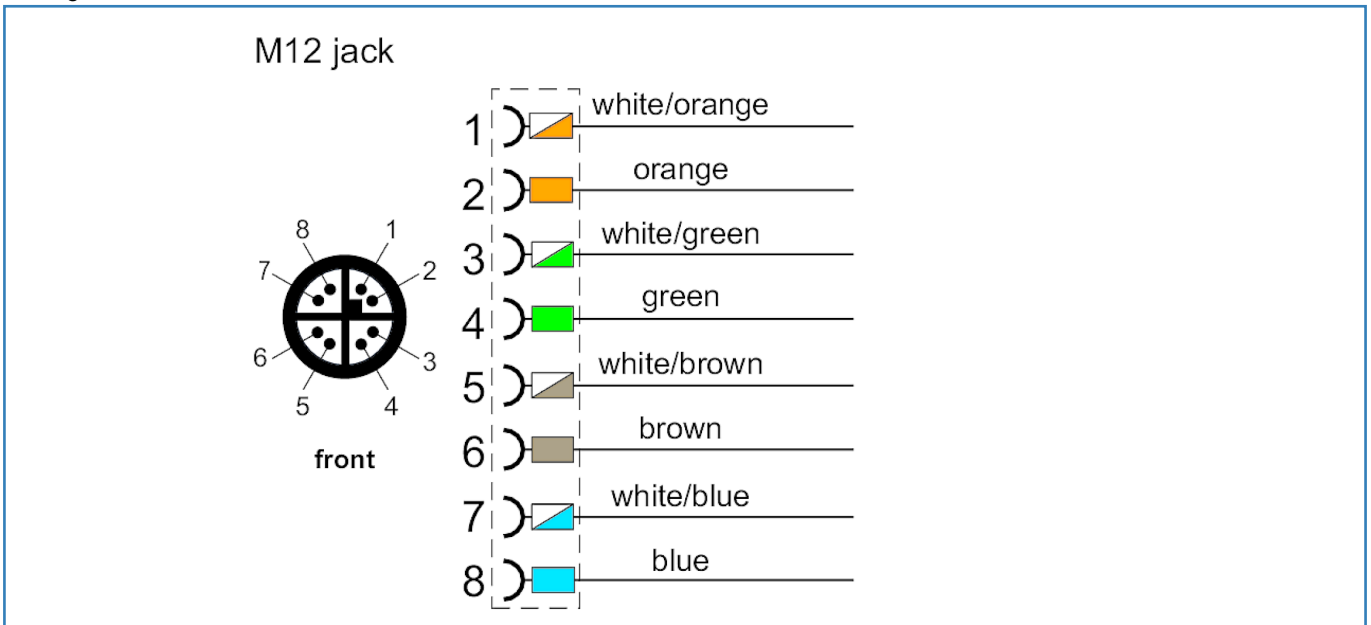 M12 jack
1 white/orange
2 orange
3 white/green
4 green
5 white/brown
6 brown
7 white/blue
8 blue
8 1
7 2
6 3
5 4
front